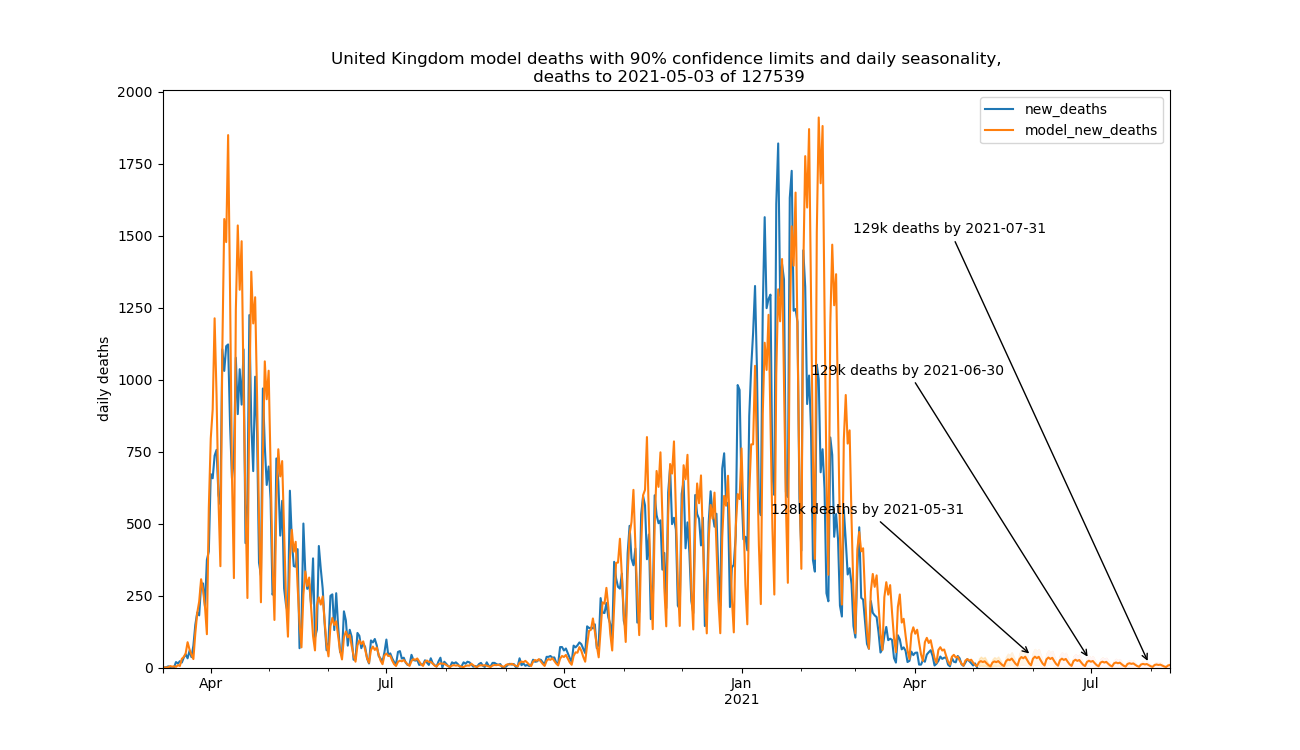 United Kingdom model deaths with 90% confidence limits and daily seasonality,
deaths to 2021-05-03 of 127539
new_deaths
model_new_deaths
daily deaths
2000
1750
1500
1250
1000
750
500
250
0
129k deaths by 2021-07-31
129k deaths by 2021-06-30
128k deaths by 2021-05-31
Apr
Jul
Oct
Jan
2021
Apr
Jul